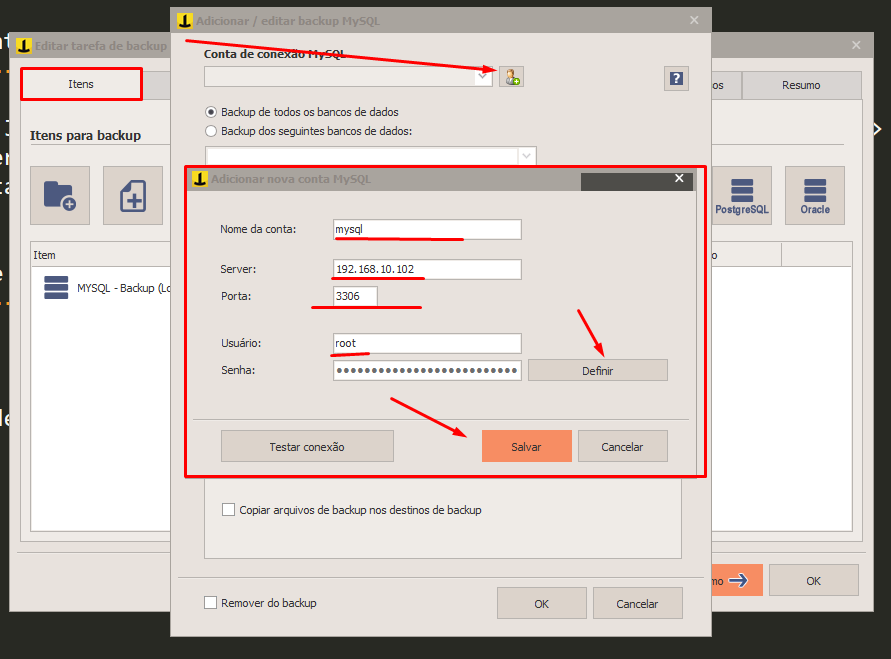 Adicionar / editar backup MySQL
Editar tarefa de backup
Conta de conexão MySQL
Itens
Resumo
Backup de todos os bancos de dados
Backup dos seguintes bancos de dados:
Itens para backup
Adicionar nova conta MySQL
PostgreSQL
Oracle
Nome da conta:
mysql
Item
Server:
192.168.10.102
MYSQL - Backup (Lo
Porta:
3306
Usuário:
root
Senha:
Definir
Testar conexão
Salvar
Cancelar
Copiar arquivos de backup nos destinos de backup
OK
Remover do backup
OK
Cancelar